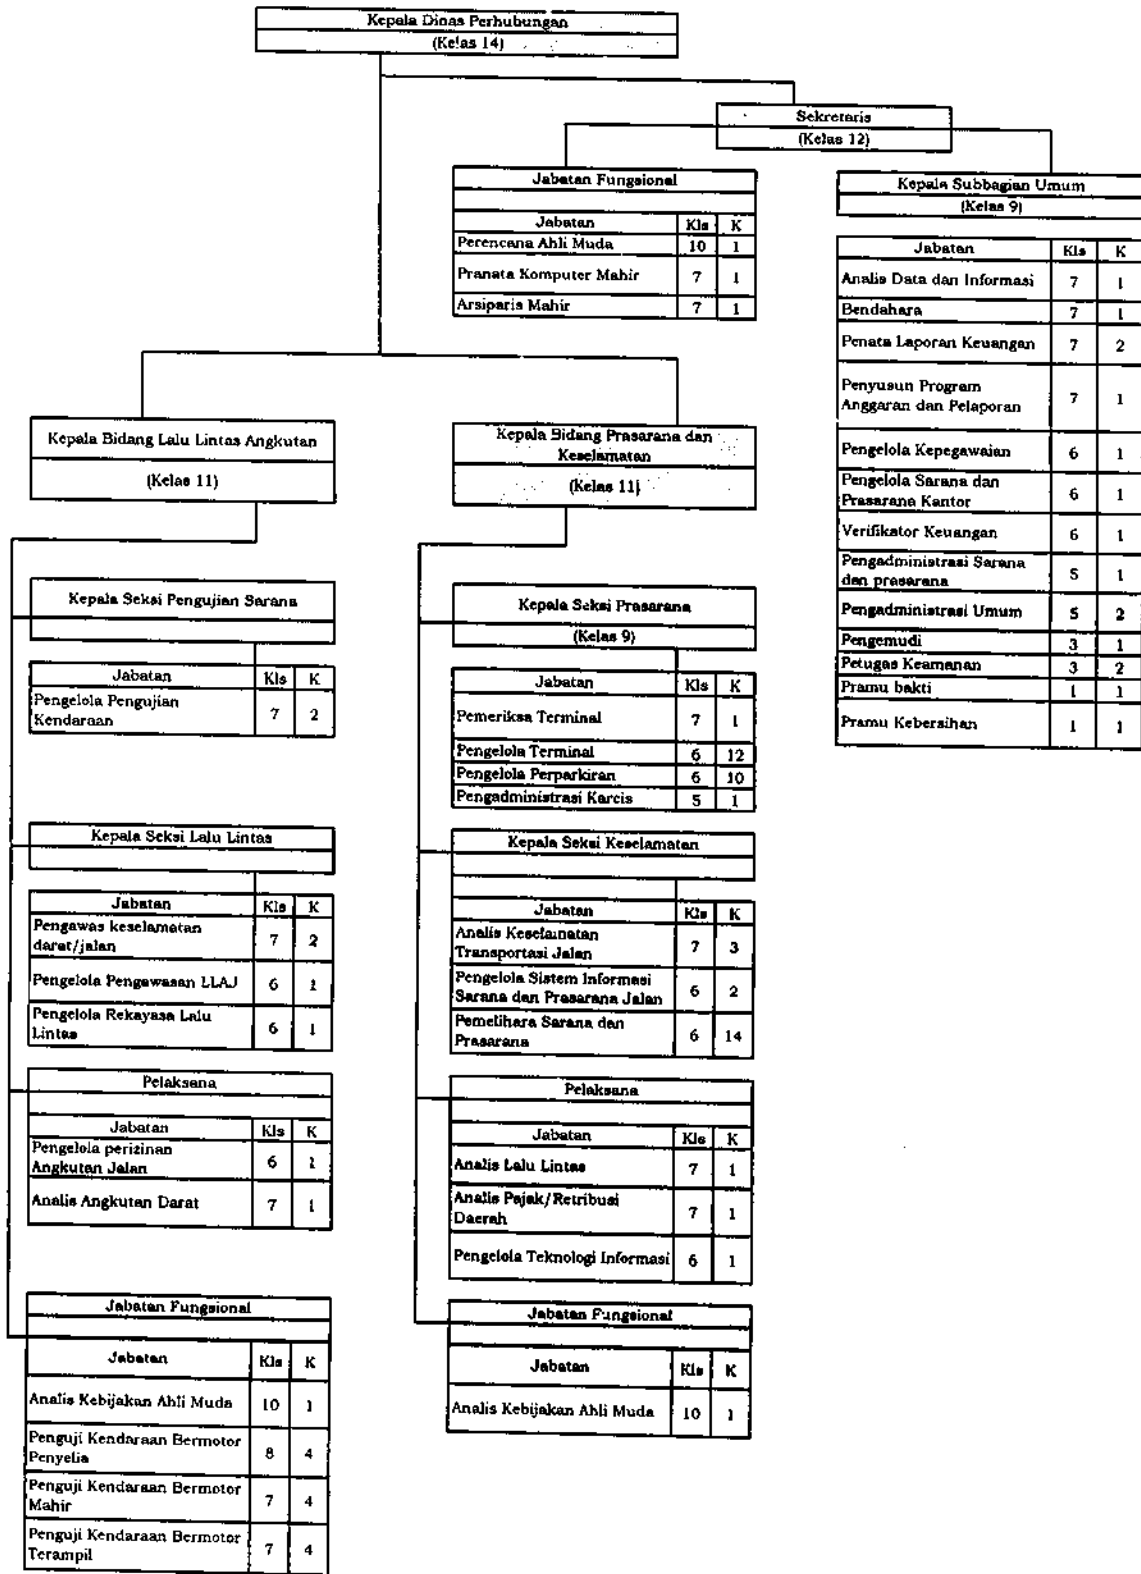 Kepala Dinas Perhubungan
(Kelas 14)
Sekretaris
(Kelas 12)
Jabatan Fungsional
Jabatan Kls K
Perencana Ahli Muda 10 1
Pranata Komputer Mahir 7 1
Arsiparis Mahir 7 1
Kepala Subbagian Umum
(Kelas 9)
Jabatan Kls K
Analis Data dan Informasi 7 1
Bendahara 7 1
Penata Laporan Keuangan 7 2
Penyusun Program
Anggaran dan Pelaporan 7 1
Pengelola Kepegawaian 6 1
Pengelola Sarana dan
Prasarana Kantor 6 1
Verifikator Keuangan 6 1
Pengadministrasi Sarana
dan prasarana 5 1
Pengadministrasi Umum 5 2
Pengemudi 3 1
Petugas Keamanan 3 2
Pramu bakti 1 1
Pramu Kebersihan 1 1
Kepala Bidang Lalu Lintas Angkutan
(Kelas 11)
Kepala Seksi Pengujian Sarana
Jabatan Kls K
Pengelola Pengujian
Kendaraan 7 2
Kepala Seksi Lalu Lintas
Jabatan Kls K
Pengawas keselamatan
darat/jalan 7 2
Pengelola Pengawasan LLAJ 6 1
Pengelola Rekayasa Lalu
Lintas 6 1
Pelaksana
Jabatan Kls K
Pengelola perizinan
Angkutan Jalan 6 1
Analis Angkutan Darat 7 1
Jabatan Fungsional
Jabatan Kls K
Analis Kebijakan Ahli Muda 10 1
Penguji Kendaraan Bermotor
Penyelia 8 4
Penguji Kendaraan Bermotor
Mahir 7 4
Penguji Kendaraan Bermotor
Terampil 7 4
Kepala Bidang Prasarana dan
Keselamatan
(Kelas 11)
Kepala Seksi Prasarana
(Kelas 9)
Jabatan Kls K
Pemeriksa Terminal 7 1
Pengelola Terminal 6 12
Pengelola Perparkiran 6 10
Pengadministrasi Karcis 5 1
Kepala Seksi Keselamatan
Jabatan Kls K
Analis Keselamatan
Transportasi Jalan 7 3
Pengelola Sistem Informasi
Sarana dan Prasarana Jalan 6 2
Pemelihara Sarana dan
Prasarana 6 14
Pelaksana
Jabatan Kls K
Analis Lalu Lintas 7 1
Analis Pajak/Retribusi
Daerah 7 1
Pengelola Teknologi Informasi 6 1
Jabatan Fungsional
Jabatan Kls K
Analis Kebijakan Ahli Muda 10 1